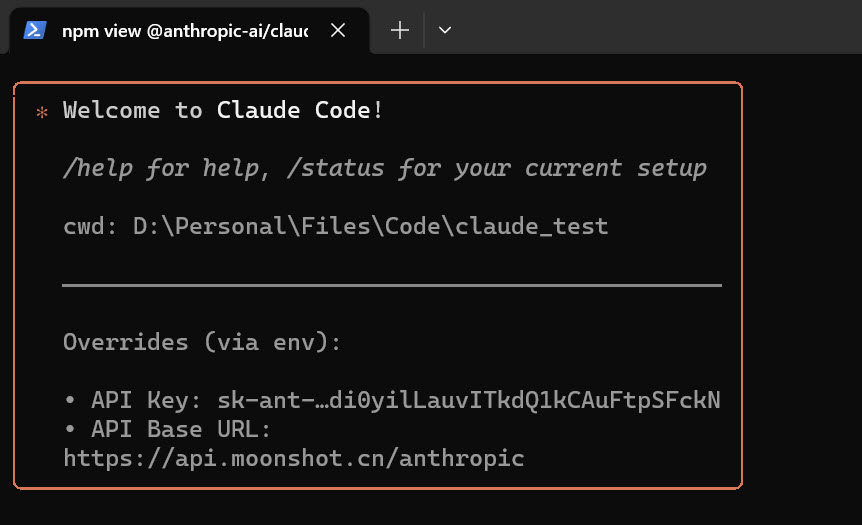 npm view @anthropic-ai/clauc
* Welcome to Claude Code!
/help for help, /status for your current setup
cwd: D:\Personal\Files\Code\claude_test
Overrides (via env):
• API Key: sk-ant-…di0yilLauvITkdQ1kCAuFtpSFckN
• API Base URL:
https://api.moonshot.cn/anthropic